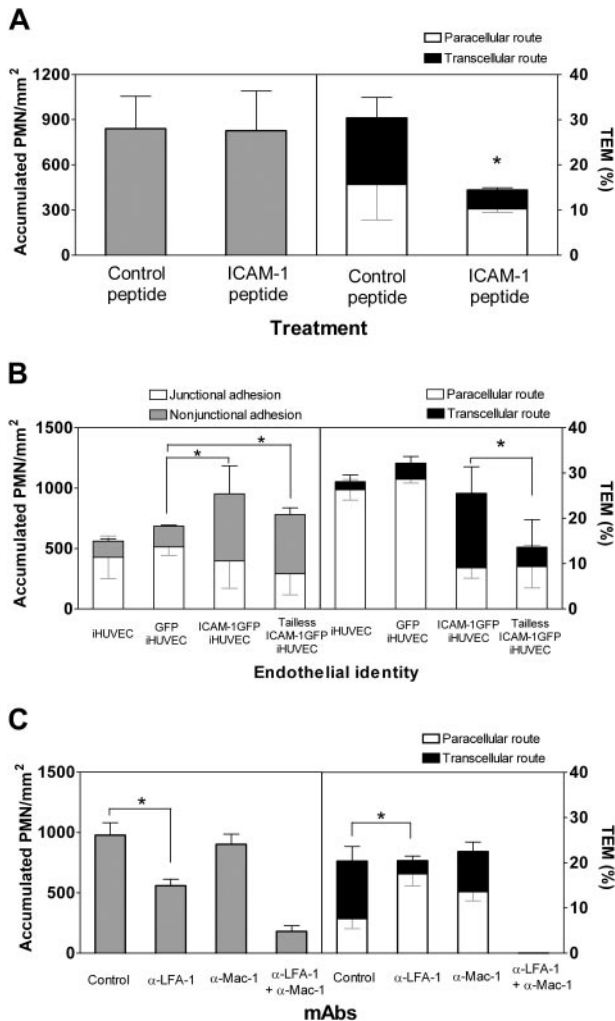 A
Paracellular route
Transcellular route
1200
900
600
300
0
Accumulated PMN/mm²
40
30
20
10
0
TEM (%)
*
Control peptide
ICAM-1 peptide
Control peptide
ICAM-1 peptide
Treatment
B
Junctional adhesion
Nonjunctional adhesion
Paracellular route
Transcellular route
1500
1000
500
0
Accumulated PMN/mm²
40
30
20
10
0
TEM (%)
*
*
*
iHUVEC
GFP iHUVEC
ICAM-1GFP iHUVEC
Tailless ICAM-1GFP iHUVEC
iHUVEC
GFP iHUVEC
ICAM-1GFP iHUVEC
Tailless ICAM-1GFP iHUVEC
Endothelial identity
C
Paracellular route
Transcellular route
1500
1000
500
0
Accumulated PMN/mm²
40
30
20
10
0
TEM (%)
*
*
Control
α-LFA-1
α-Mac-1
α-LFA-1 + α-Mac-1
Control
α-LFA-1
α-Mac-1
α-LFA-1 + α-Mac-1
mAbs